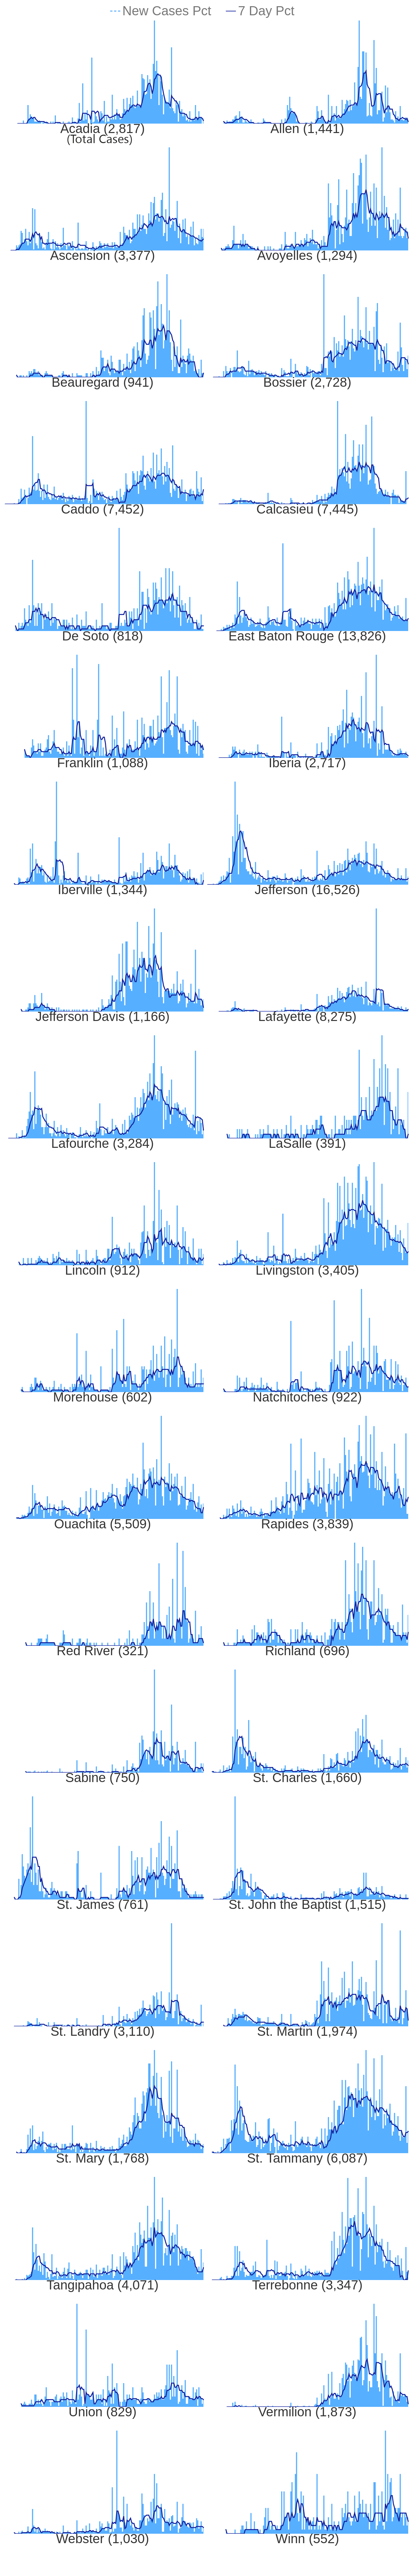 New Cases Pct 7 Day Pct
Acadia (2,817) Allen (1,441)
(Total Cases)
Ascension (3,377) Avoyelles (1,294)
Beauregard (941) Bossier (2,728)
Caddo (7,452) Calcasieu (7,445)
De Soto (818) East Baton Rouge (13,826)
Franklin (1,088) Iberia (2,717)
Iberville (1,344) Jefferson (16,526)
Jefferson Davis (1,166) Lafayette (8,275)
Lafourche (3,284) LaSalle (391)
Lincoln (912) Livingston (3,405)
Morehouse (602) Natchitoches (922)
Ouachita (5,509) Rapides (3,839)
Red River (321) Richland (696)
Sabine (750) St. Charles (1,660)
St. James (761) St. John the Baptist (1,515)
St. Landry (3,110) St. Martin (1,974)
St. Mary (1,768) St. Tammany (6,087)
Tangipahoa (4,071) Terrebonne (3,347)
Union (829) Vermilion (1,873)
Webster (1,030) Winn (552)